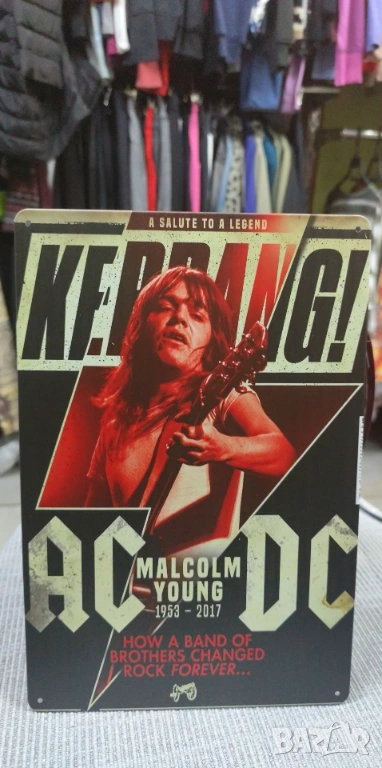 A SALUTE TO A LEGEND
KERRANG!
AC DC
MALCOLM
YOUNG
1953 - 2017
HOW A BAND OF
BROTHERS CHANGED
ROCK FOREVER...
BAZAR